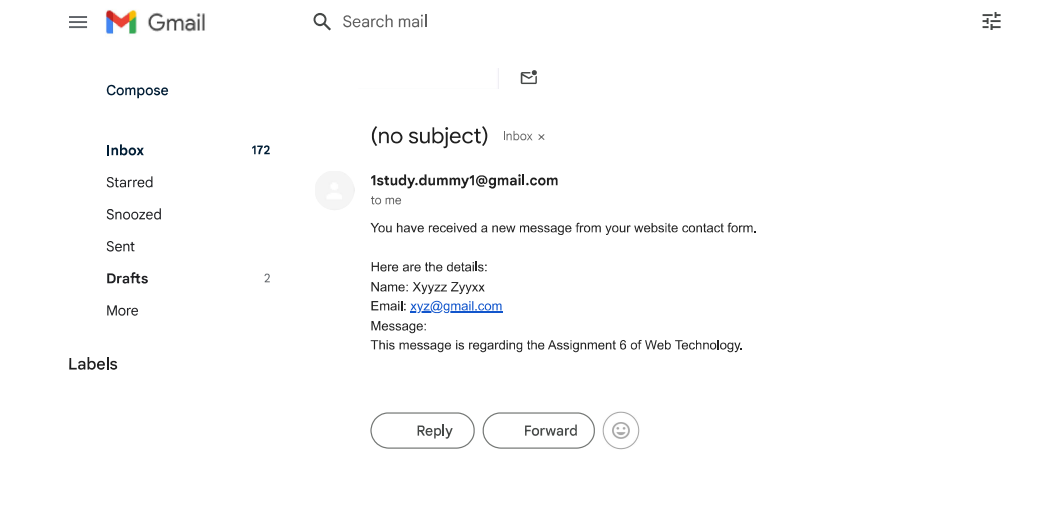 Gmail
Search mail
Compose
Inbox 172
Starred
Snoozed
Sent
Drafts 2
More
Labels
(no subject) Inbox ×
1study.dummy1@gmail.com
to me
You have received a new message from your website contact form.
Here are the details:
Name: Xyyzz Zyyxx
Email: xyz@gmail.com
Message:
This message is regarding the Assignment 6 of Web Technology.
Reply Forward